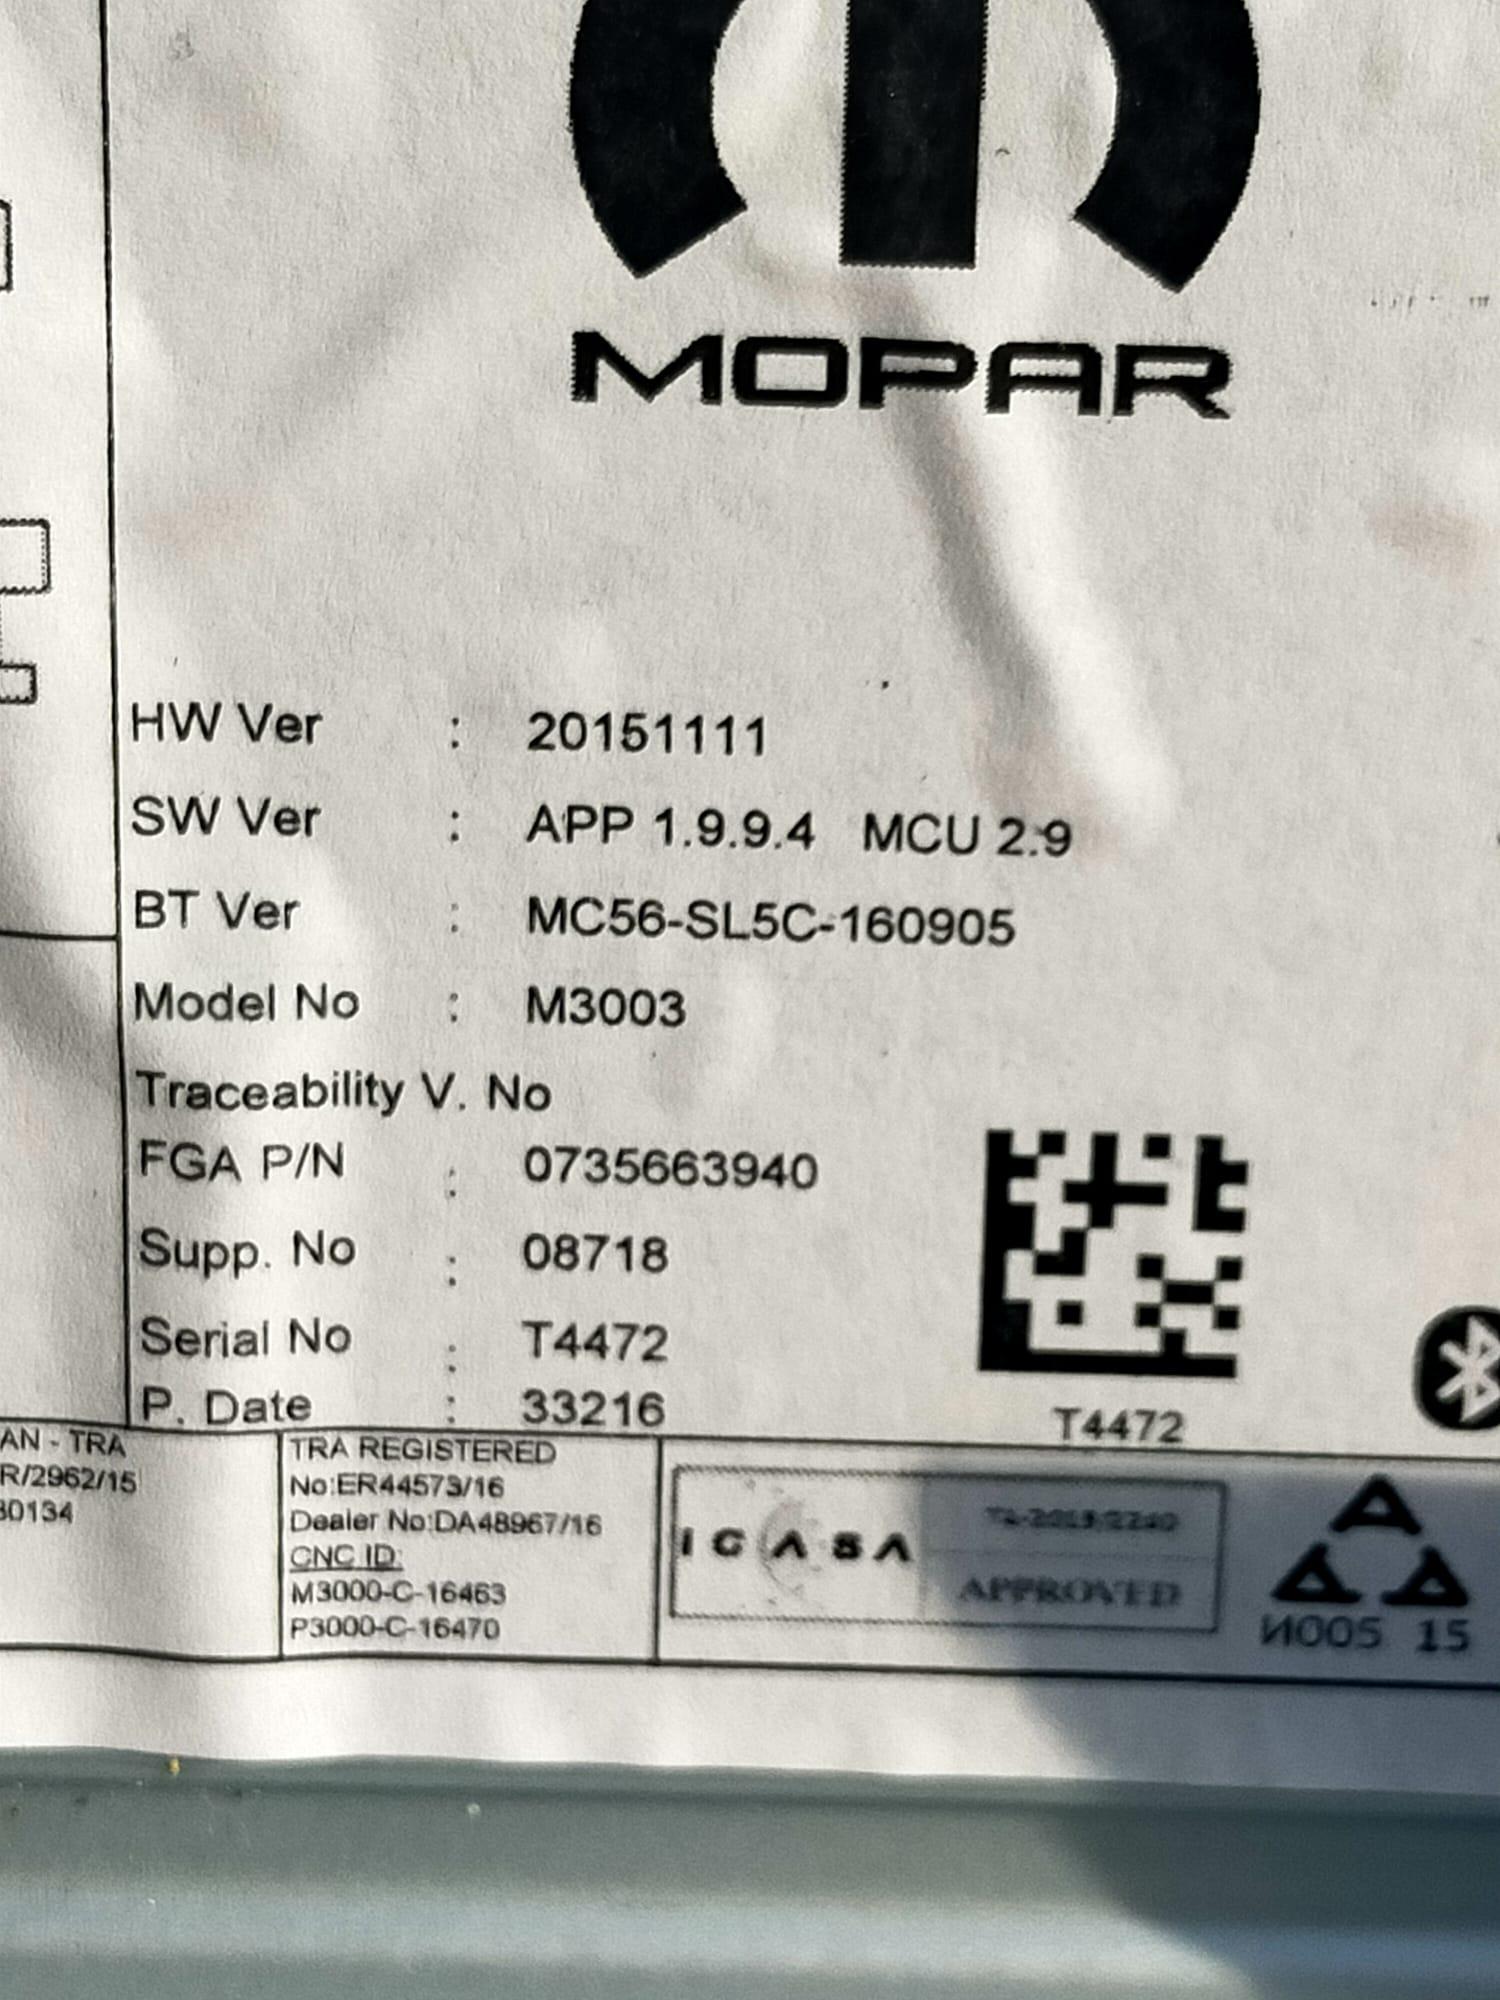 MOPAR
HW Ver : 20151111
SW Ver : APP 1.9.9.4 MCU 2.9
BT Ver : MC56-SL5C-160905
Model No : M3003
Traceability V. No
FGA P/N : 0735663940
Supp. No : 08718
Serial No : T4472
P. Date : 33216
T4472
AN - TRA
R/2962/15
30134
TRA REGISTERED
No:ER44573/16
Dealer No:DA48967/16
CNC ID:
M3000-C-16463
P3000-C-16470
ICASA
APPROVED
И005 15